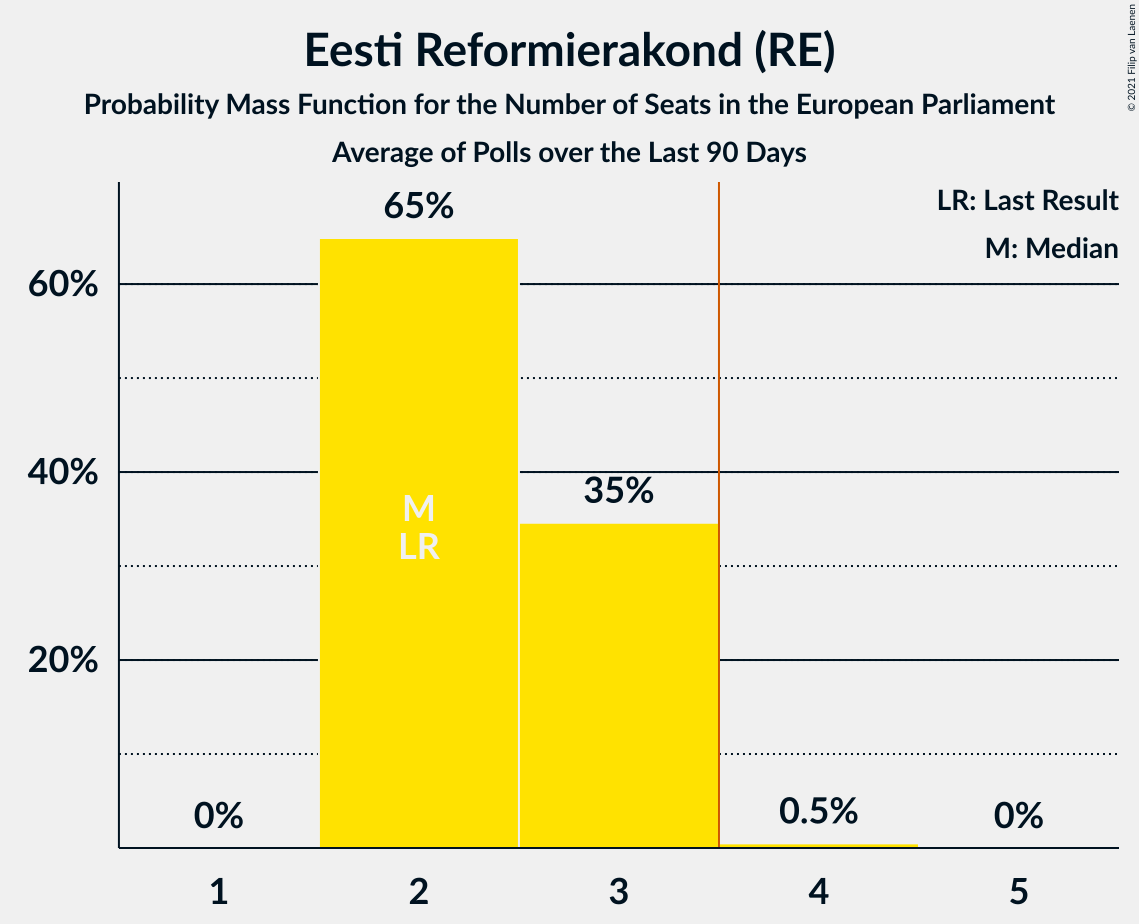 Eesti Reformierakond (RE)
Probability Mass Function for the Number of Seats in the European Parliament
Average of Polls over the Last 90 Days
© 2021 Filip van Laenen
LR: Last Result
M: Median
65%
60%
40%
35%
M
LR
20%
0%
0.5%
0%
1
2
3
4
5